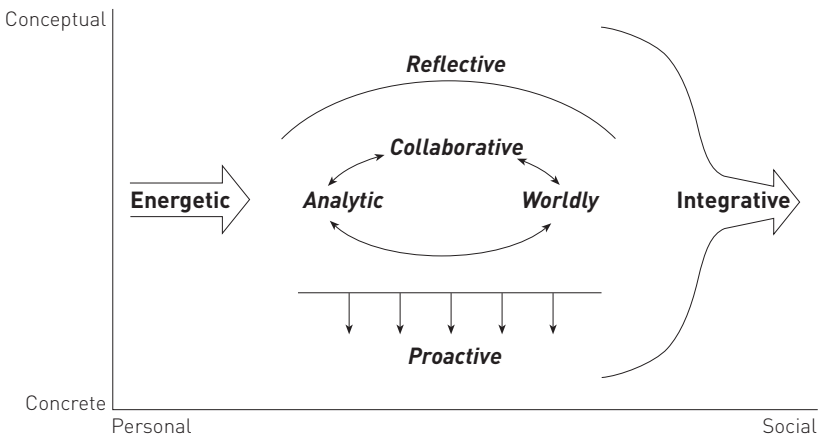 Conceptual
Reflective
Collaborative
Energetic
Analytic
Worldly
Integrative
Proactive
Concrete
Personal
Social